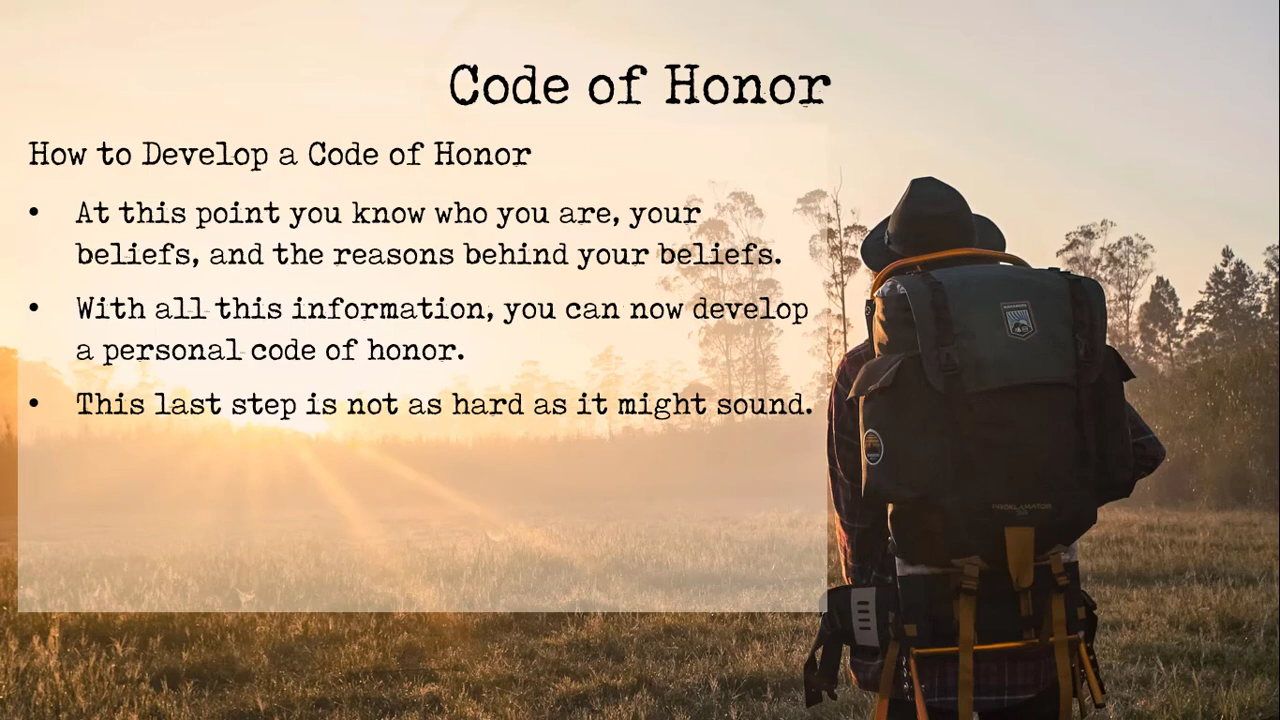 Code of Honor
How to Develop a Code of Honor
• At this point you know who you are, your
beliefs, and the reasons behind your beliefs.
• With all this information, you can now develop
a personal code of honor.
• This last step is not as hard as it might sound.